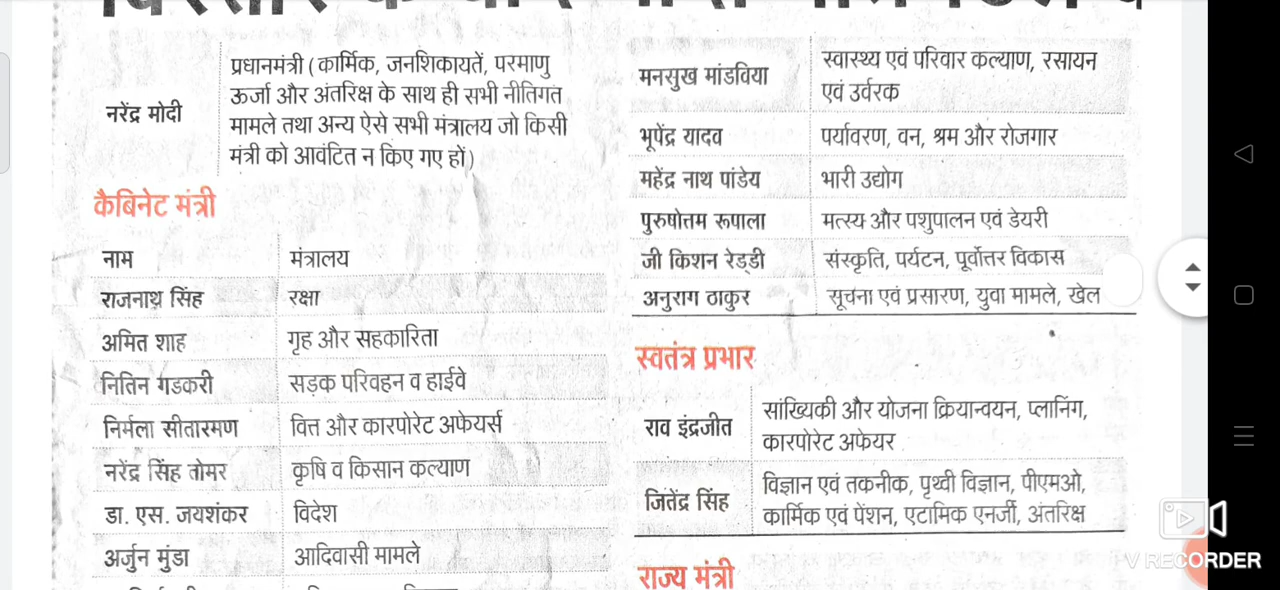 नरेंद्र मोदी
प्रधानमंत्री ( कार्मिक, जनशिकायतें, परमाणु
ऊर्जा और अंतरिक्ष के साथ ही सभी नीतिगत
मामले तथा अन्य ऐसे सभी मंत्रालय जो किसी
मंत्री को आवंटित न किए गए हों )
कैबिनेट मंत्री
नाम मंत्रालय
राजनाथ सिंह रक्षा
अमित शाह गृह और सहकारिता
नितिन गडकरी सड़क परिवहन व हाईवे
निर्मला सीतारमण वित्त और कारपोरेट अफेयर्स
नरेंद्र सिंह तोमर कृषि व किसान कल्याण
डा. एस. जयशंकर विदेश
अर्जुन मुंडा आदिवासी मामले
मनसुख मांडविया स्वास्थ्य एवं परिवार कल्याण, रसायन
एवं उर्वरक
भूपेंद्र यादव पर्यावरण, वन, श्रम और रोजगार
महेंद्र नाथ पांडेय भारी उद्योग
पुरुषोतम रूपाला मत्स्य और पशुपालन एवं डेयरी
जी किशन रेड्डी संस्कृति, पर्यटन, पूर्वोत्तर विकास
अनुराग ठाकुर सूचना एवं प्रसारण, युवा मामले, खेल
स्वतंत्र प्रभार
राव इंद्रजीत सांख्यिकी और योजना क्रियान्वयन, प्लानिंग,
कारपोरेट अफेयर
जितेंद्र सिंह विज्ञान एवं तकनीक, पृथ्वी विज्ञान, पीएमओ,
कार्मिक एवं पेंशन, एटामिक एनर्जी, अंतरिक्ष
राज्य मंत्री
V RECORDER